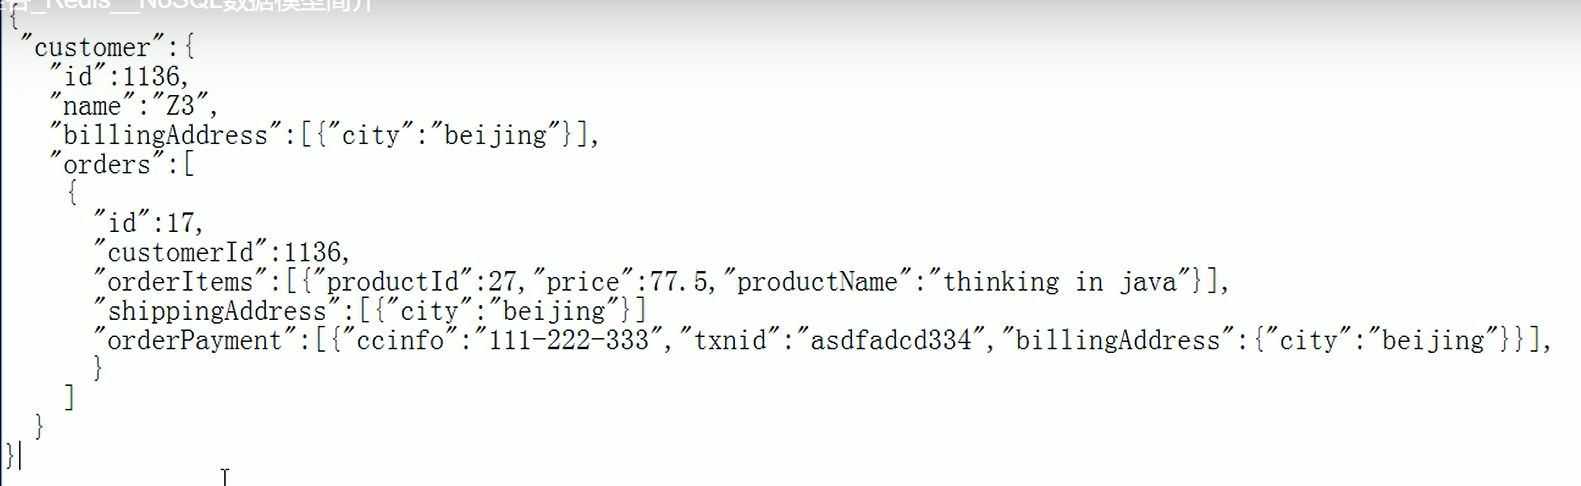 _Redis__NoSQL数据模型简介
{
"customer":{
"id":1136,
"name":"Z3",
"billingAddress":[{"city":"beijing"}],
"orders":[
{
"id":17,
"customerId":1136,
"orderItems":[{"productId":27,"price":77.5,"productName":"thinking in java"}],
"shippingAddress":[{"city":"beijing"}]
"orderPayment":[{"ccinfo":"111-222-333","txnid":"asdfadcd334","billingAddress":{"city":"beijing"}}],
}
]
}
}